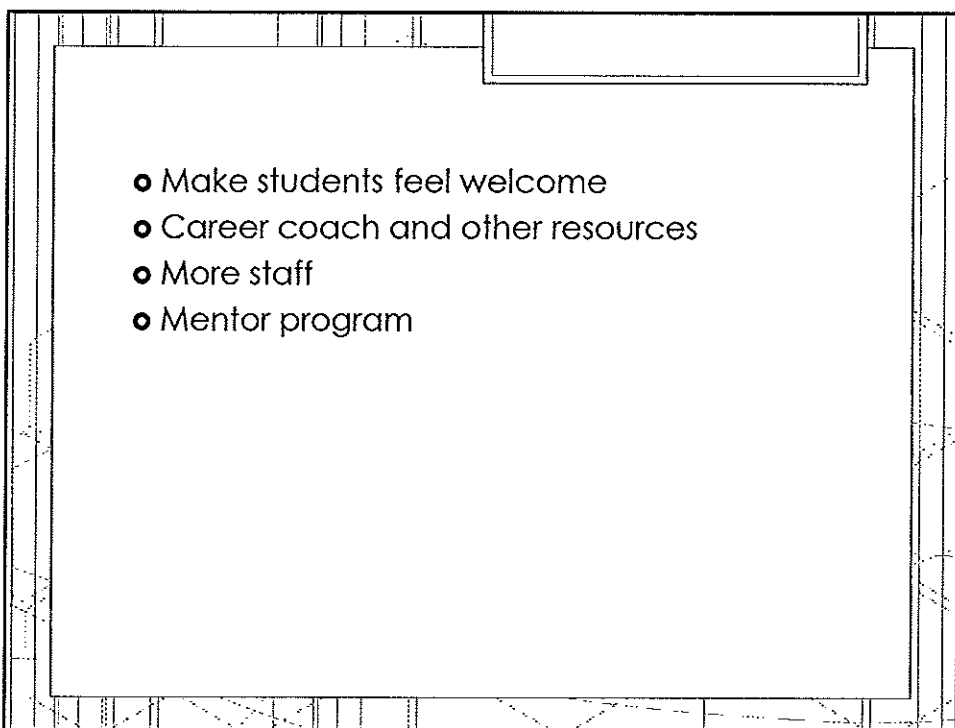 Make students feel welcome
Career coach and other resources
More staff
Mentor program